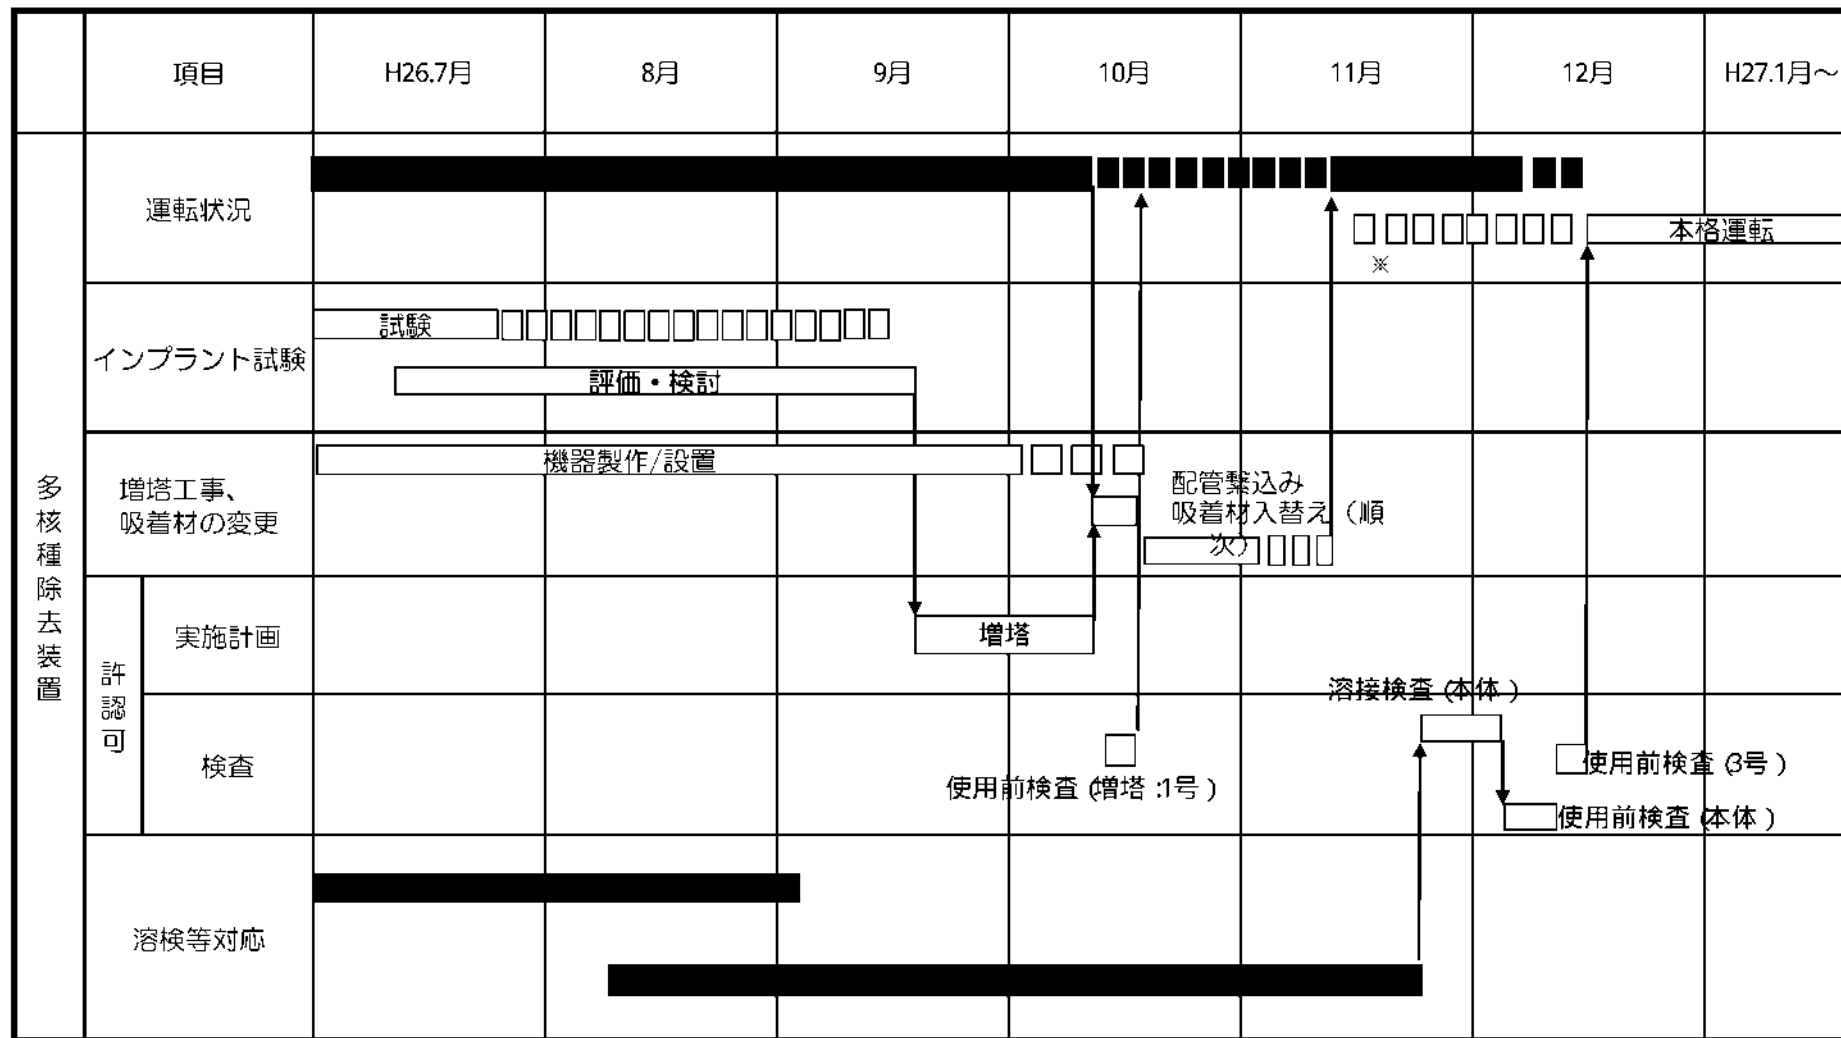 項目
H26.7月
8月
9月
10月
11月
12月
H27.1月～
多核種除去装置
運転状況
本格運転
※
インプラント試験
試験
評価・検討
増塔工事、
吸着材の変更
機器製作/設置
配管繋込み
吸着材入替え（順
次）
許認可
実施計画
増塔
検査
溶接検査（本体）
使用前検査（増塔：1号）
使用前検査（3号）
使用前検査（本体）
溶検等対応